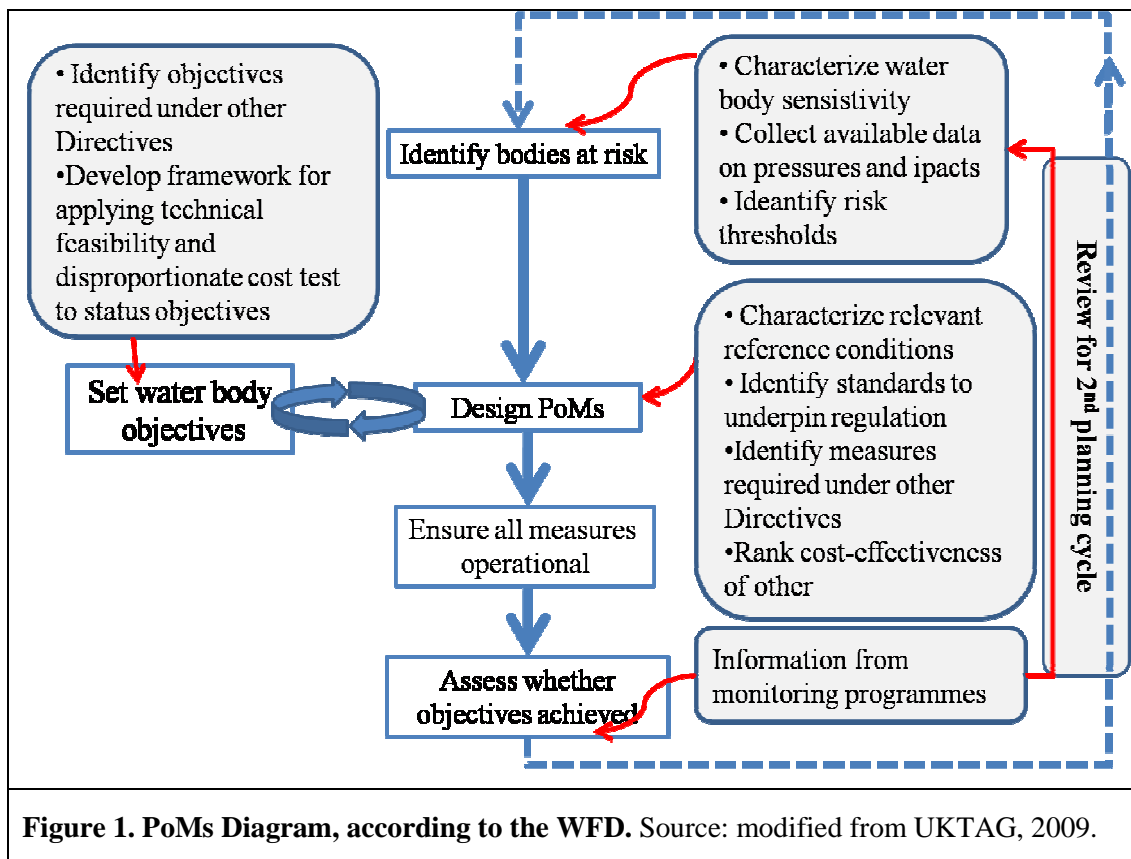 • Identify objectives
required under other
Directives
•Develop framework for
applying technical
feasibility and
disproportionate cost test
to status objectives
Set water body
objectives
Identify bodies at risk
Design PoMs
Ensure all measures
operational
Assess whether
objectives achieved
• Characterize water
body sensistivity
• Collect available data
on pressures and ipacts
• Ideantify risk
thresholds
• Characterize relevant
reference conditions
• Identify standards to
underpin regulation
•Identify measures
required under other
Directives
•Rank cost-effectiveness
of other
Information from
monitoring programmes
Review for 2nd planning cycle
Figure 1. PoMs Diagram, according to the WFD. Source: modified from UKTAG, 2009.